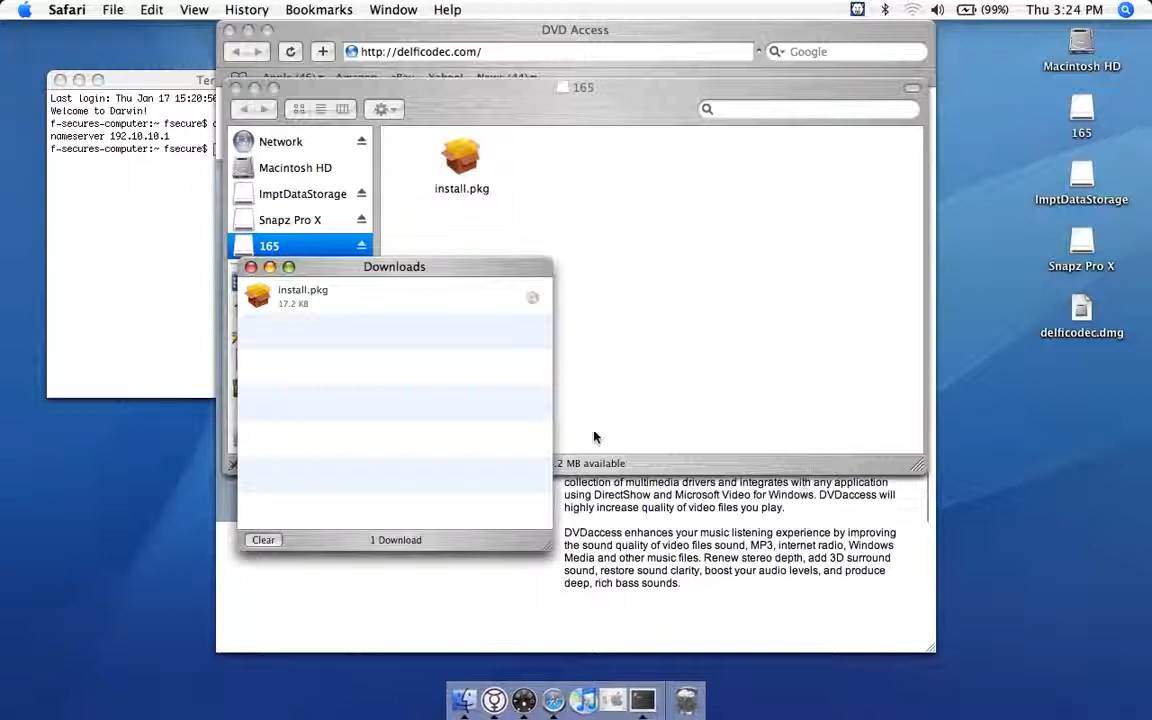 Safari File Edit View History Bookmarks Window Help
(99%) Thu 3:24 PM
DVD Access
http://delficodec.com/
Google
Last login: Thu Jan 17 15:20:50
Welcome to Darwin!
f-secures-computer:~ fsecure$
nameserver 192.10.10.1
f-secures-computer:~ fsecure$
165
Network
Macintosh HD
ImptDataStorage
Snapz Pro X
165
install.pkg
Downloads
install.pkg
17.2 KB
Clear
1 Download
.2 MB available
collection of multimedia drivers and integrates with any application
using DirectShow and Microsoft Video for Windows. DVDaccess will
highly increase quality of video files you play.
DVDaccess enhances your music listening experience by improving
the sound quality of video files sound, MP3, internet radio, Windows
Media and other music files. Renew stereo depth, add 3D surround
sound, restore sound clarity, boost your audio levels, and produce
deep, rich bass sounds.
Macintosh HD
165
ImptDataStorage
Snapz Pro X
delficodec.dmg